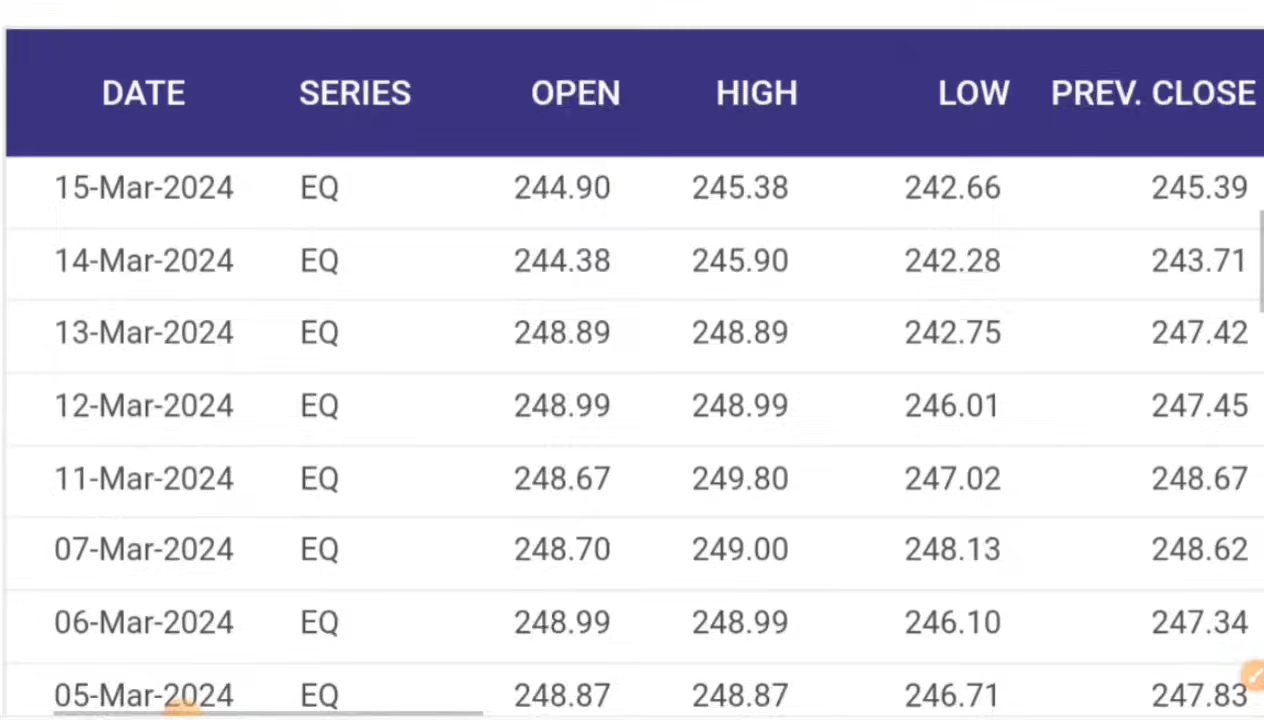 DATE SERIES OPEN HIGH LOW PREV. CLOSE
15-Mar-2024 EQ 244.90 245.38 242.66 245.39
14-Mar-2024 EQ 244.38 245.90 242.28 243.71
13-Mar-2024 EQ 248.89 248.89 242.75 247.42
12-Mar-2024 EQ 248.99 248.99 246.01 247.45
11-Mar-2024 EQ 248.67 249.80 247.02 248.67
07-Mar-2024 EQ 248.70 249.00 248.13 248.62
06-Mar-2024 EQ 248.99 248.99 246.10 247.34
05-Mar-2024 EQ 248.87 248.87 246.71 247.83